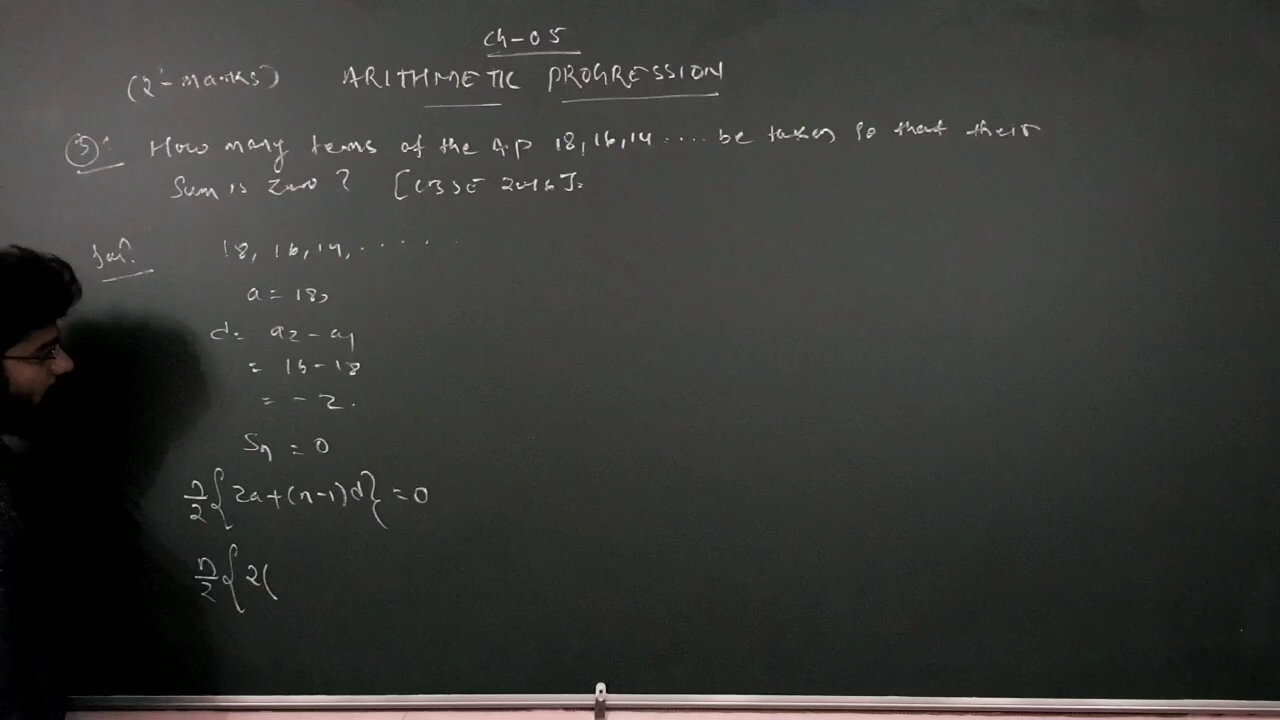 Ch-05
(2-marks) ARITHMETIC PROGRESSION
5: How many terms of the A.P 18, 16, 14.... be taken so that their
Sum is Zero? [CBSE 2016]:
Sol?: 18, 16, 14, ......
a = 18,
d = a2 - a1
= 16 - 18
= -2.
Sn = 0
n/2 {2a+(n-1)d} = 0
n/2 {2(